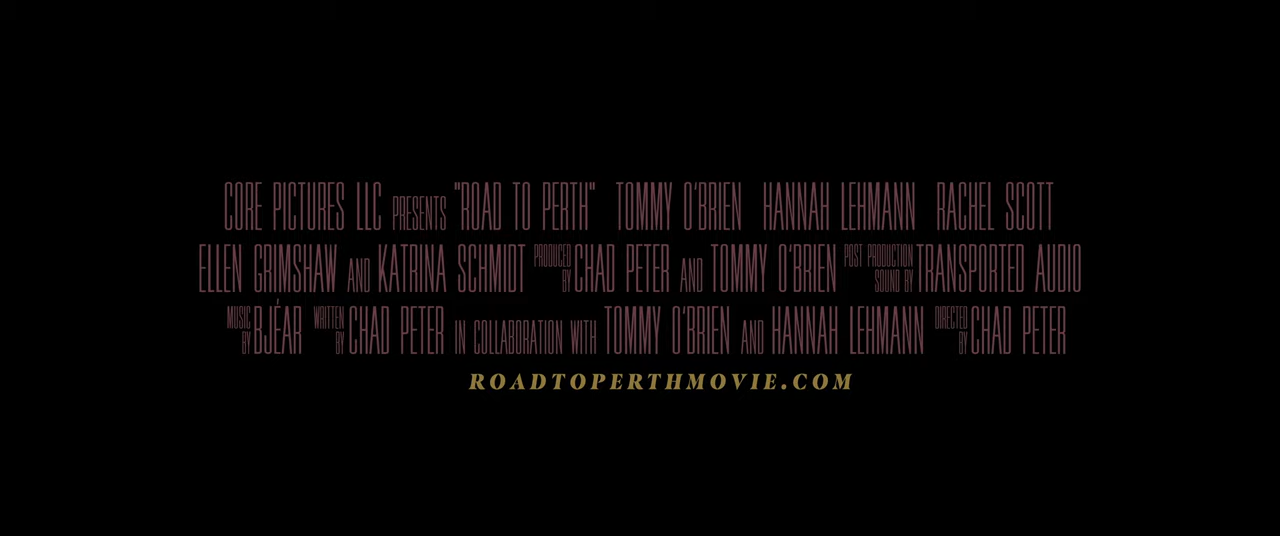 CORE PICTURES LLC PRESENTS "ROAD TO PERTH" TOMMY O'BRIEN HANNAH LEHMANN RACHEL SCOTT
ELLEN GRIMSHAW AND KATRINA SCHMIDT PRODUCED BY CHAD PETER AND TOMMY O'BRIEN POST PRODUCTION SOUND BY TRANSPORTED AUDIO
MUSIC BY BJÉAR WRITTEN BY CHAD PETER IN COLLABORATION WITH TOMMY O'BRIEN AND HANNAH LEHMANN DIRECTED BY CHAD PETER
ROADTOPERTHMOVIE.COM